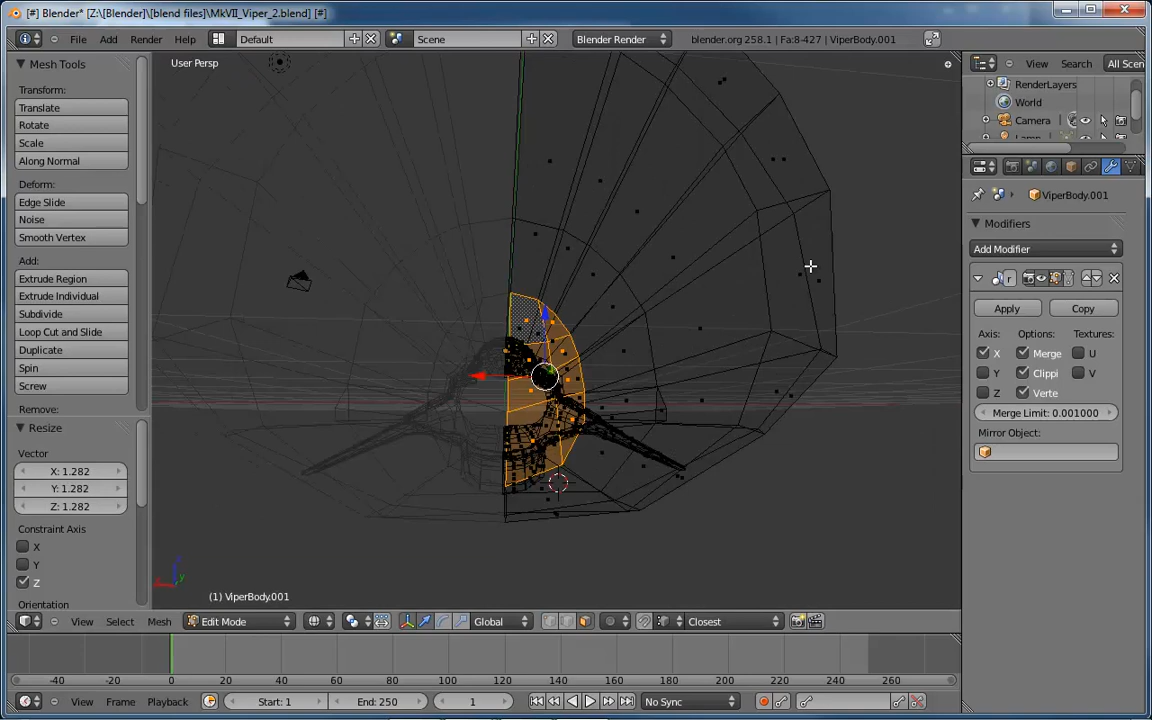 [#] Blender* [Z:\[Blender]\[blend files]\MkVII_Viper_2.blend] [#]
File Add Render Help Default Scene Blender Render blender.org 258.1 | Fa:8-427 | ViperBody.001
Mesh Tools
Transform:
Translate
Rotate
Scale
Along Normal
Deform:
Edge Slide
Noise
Smooth Vertex
Add:
Extrude Region
Extrude Individual
Subdivide
Loop Cut and Slide
Duplicate
Spin
Screw
Remove:
Resize
Vector
X: 1.282
Y: 1.282
Z: 1.282
Constraint Axis
X
Y
Z
Orientation
User Persp
z
y
(1) ViperBody.001
View Select Mesh Edit Mode Global Closest
-40 -20 0 20 40 60 80 100 120 140 160 180 200 220 240 260
View Frame Playback Start: 1 End: 250 1 No Sync
View Search All Scen
RenderLayers
World
Camera
ViperBody.001
Modifiers
Add Modifier
r
Apply Copy
Axis: Options: Textures:
X Merge U
Y Clippi V
Z Verte
Merge Limit: 0.001000
Mirror Object: